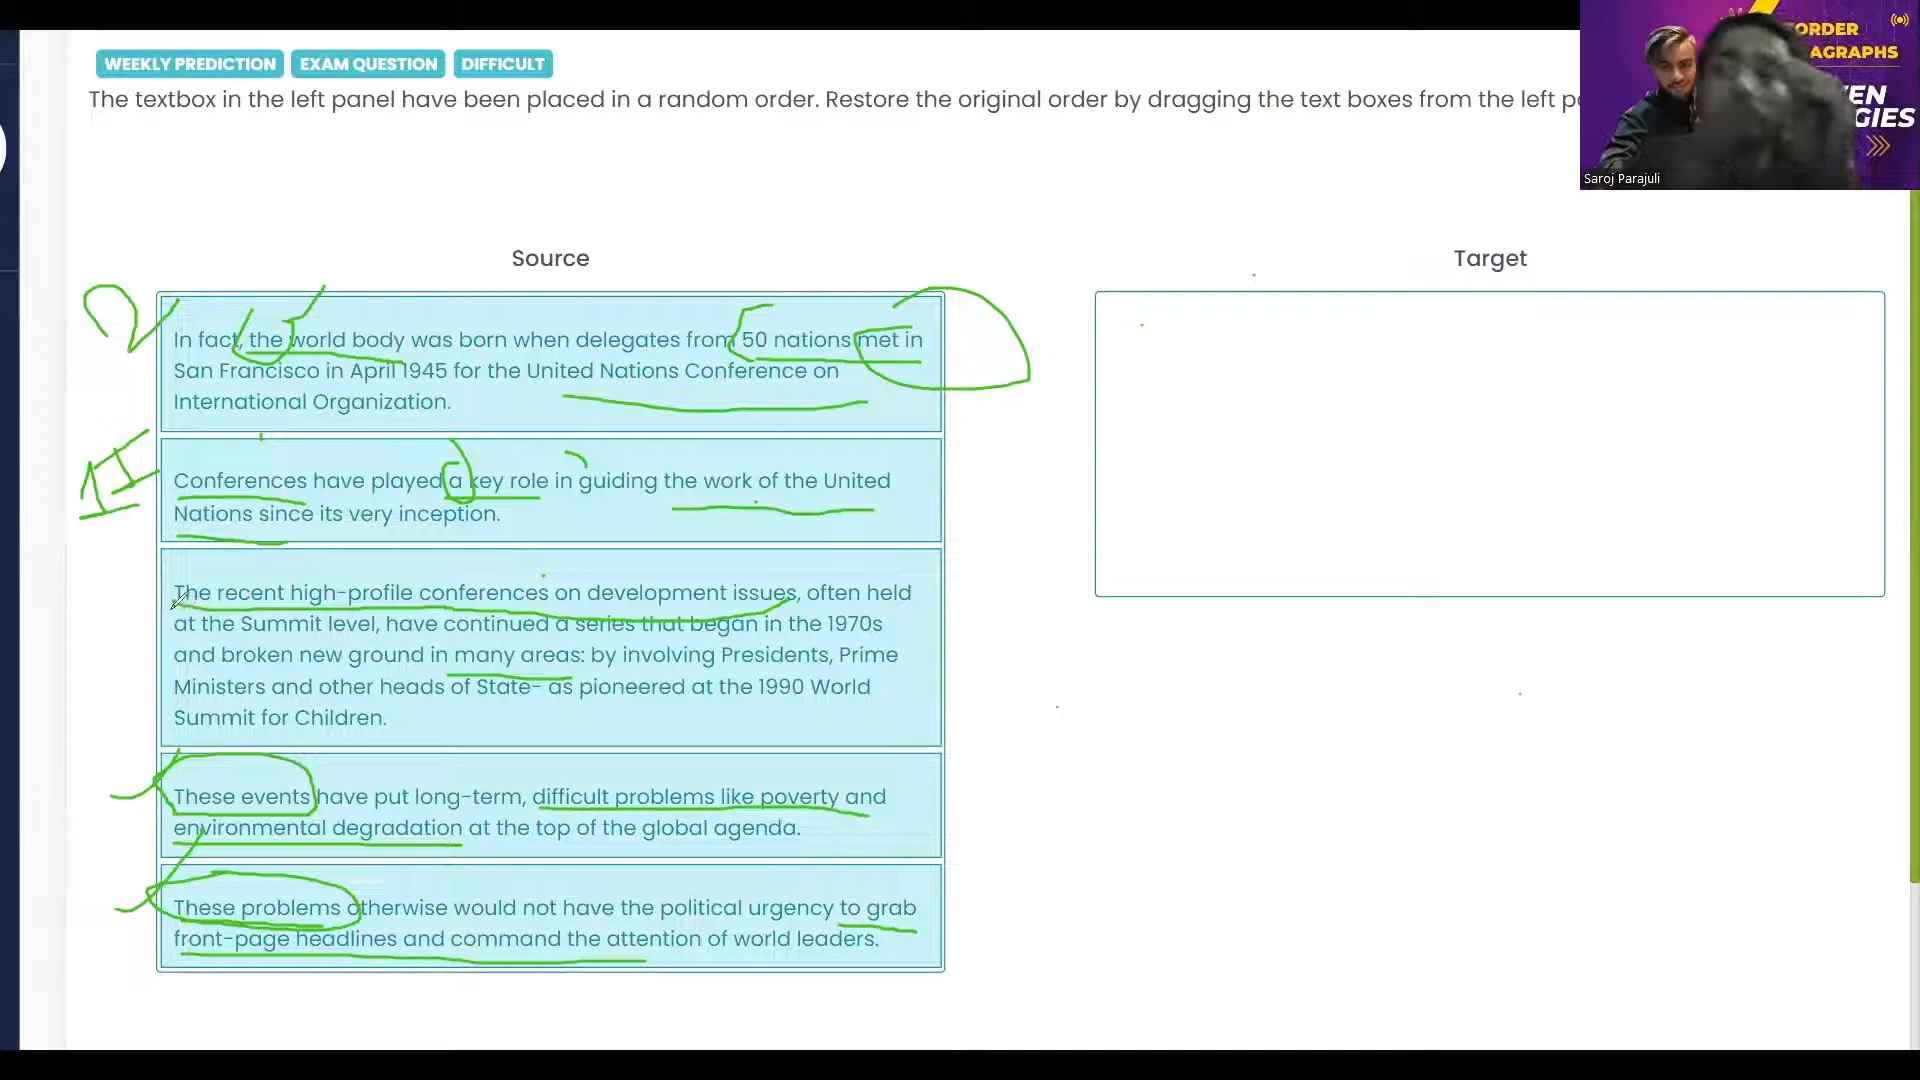 WEEKLY PREDICTION EXAM QUESTION DIFFICULT
The textbox in the left panel have been placed in a random order. Restore the original order by dragging the text boxes from the left
ORDER
AGRAPHS
GIES
Saroj Parajuli
Source
Target
In fact, the world body was born when delegates from 50 nations met in
San Francisco in April 1945 for the United Nations Conference on
International Organization.
Conferences have played a key role in guiding the work of the United
Nations since its very inception.
The recent high-profile conferences on development issues, often held
at the Summit level, have continued a series that began in the 1970s
and broken new ground in many areas: by involving Presidents, Prime
Ministers and other heads of State- as pioneered at the 1990 World
Summit for Children.
These events have put long-term, difficult problems like poverty and
environmental degradation at the top of the global agenda.
These problems otherwise would not have the political urgency to grab
front-page headlines and command the attention of world leaders.